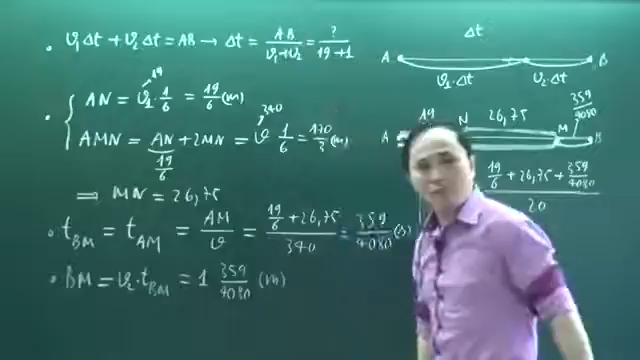 • v₁Δt + v₂Δt = AB → Δt = AB/(v₁+v₂) = ?/(19+1)
• { AN = v₁·1/6 = 19/6 (m)
19
AMN = AN + 2MN = v 1/6 = 170/3 (m)
340
19/6
⇒ MN = 26,75
• t_BM = t_AM = AM/v = (19/6 + 26,75)/340 = 359/4080 (s)
• BM = v₂·t_BM = 1 359/4080 (m)
Δt
A B
v₁·Δt v₂·Δt
19 N 26,75 M 359/4080
A B
19/6 + 26,75 + 359/4080
20